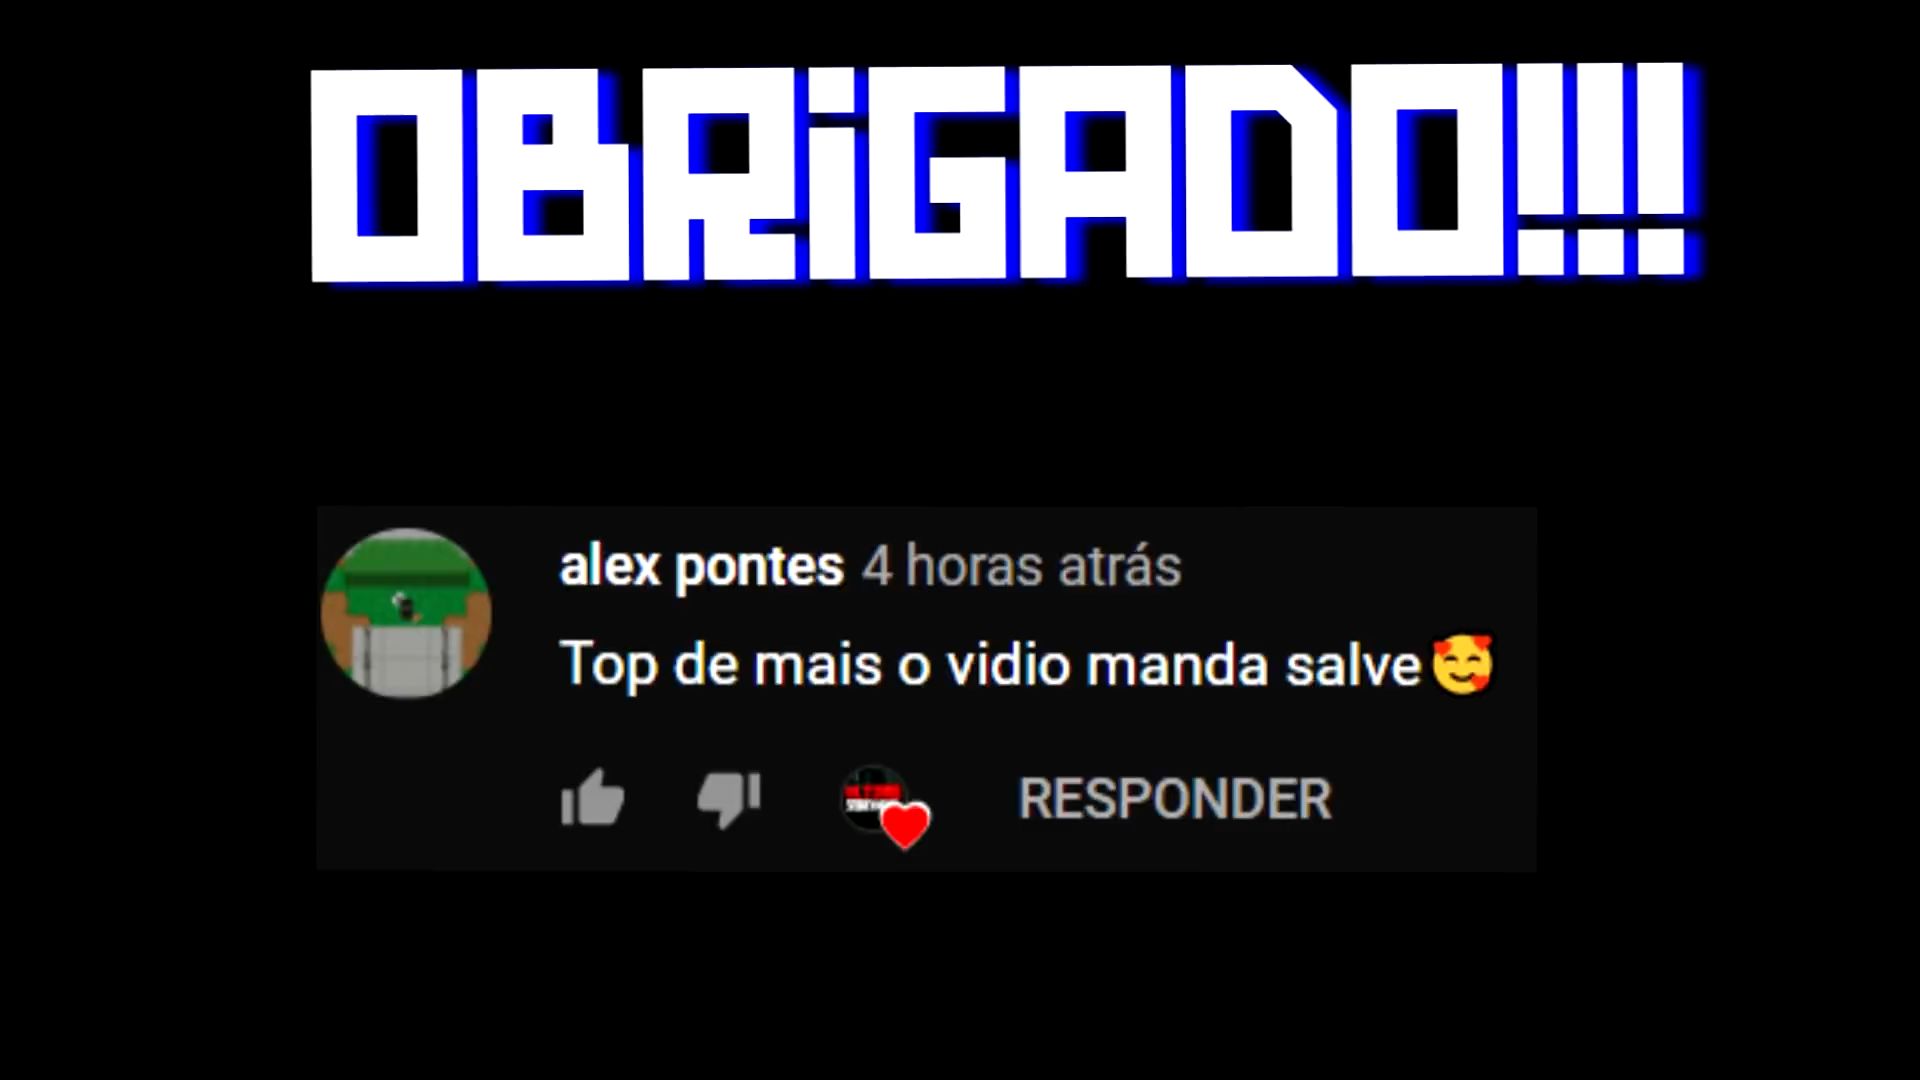 OBRiGADO!!!
alex pontes 4 horas atrás
Top de mais o vidio manda salve🥰
RESPONDER